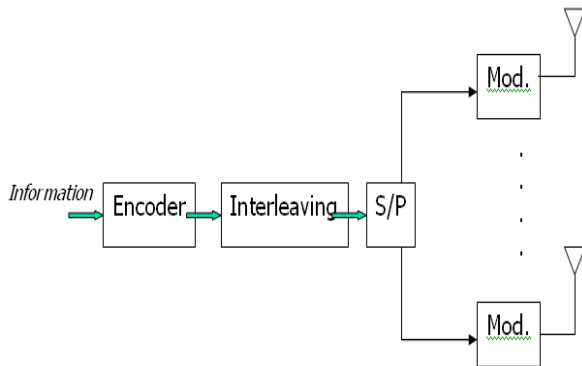 Mod.
Information
Encoder
Interleaving
S/P
Mod.